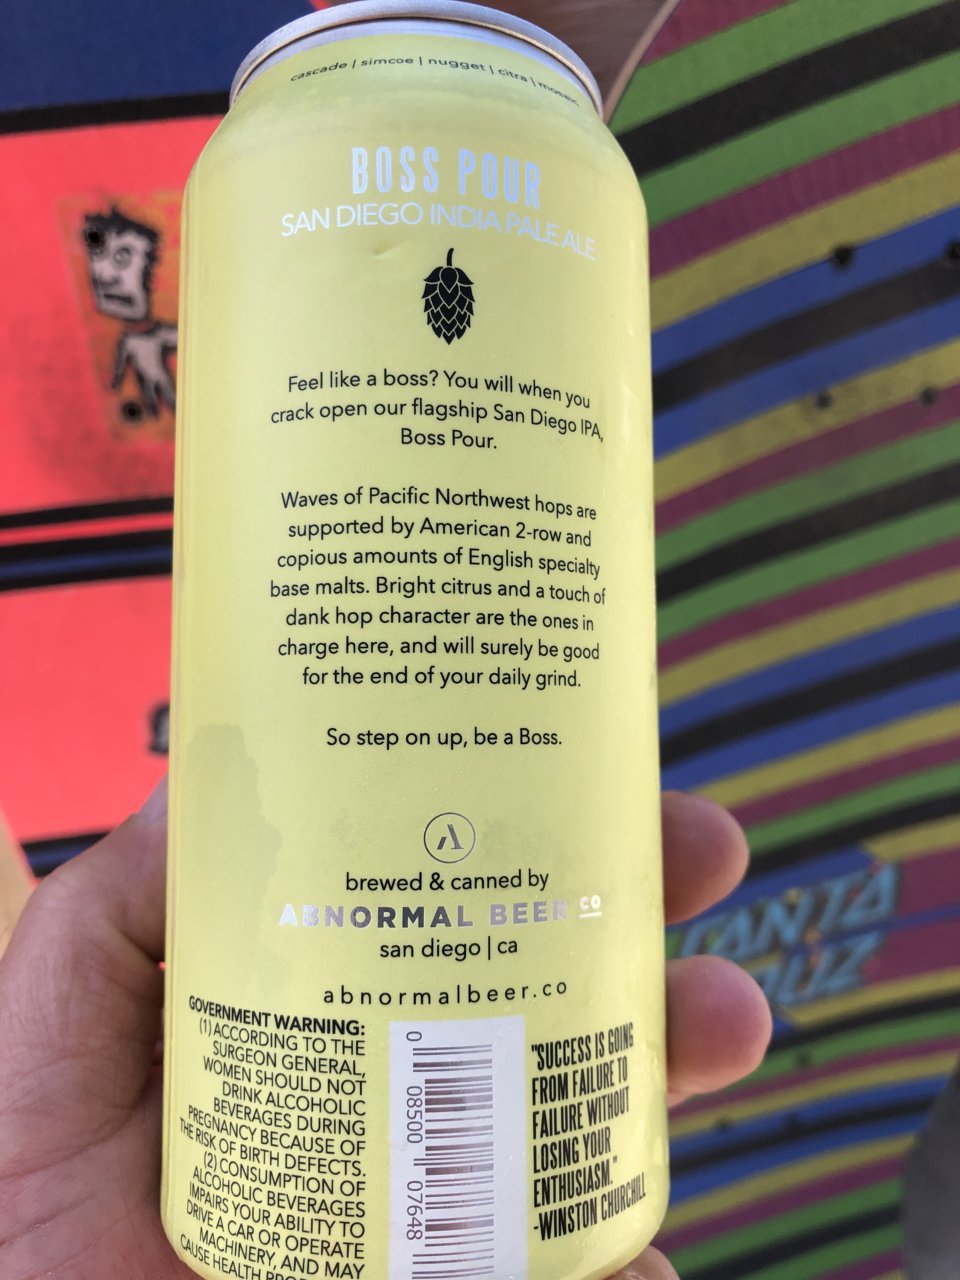 cascade | simcoe | nugget | citra | mosaic
BOSS POUR
SAN DIEGO INDIA PALE ALE
Feel like a boss? You will when you
crack open our flagship San Diego IPA,
Boss Pour.
Waves of Pacific Northwest hops are
supported by American 2-row and
copious amounts of English specialty
base malts. Bright citrus and a touch of
dank hop character are the ones in
charge here, and will surely be good
for the end of your daily grind.
So step on up, be a Boss.
brewed & canned by
ABNORMAL BEER CO
san diego | ca
abnormalbeer.co
GOVERNMENT WARNING:
(1) ACCORDING TO THE
SURGEON GENERAL,
WOMEN SHOULD NOT
DRINK ALCOHOLIC
BEVERAGES DURING
PREGNANCY BECAUSE OF
THE RISK OF BIRTH DEFECTS.
(2) CONSUMPTION OF
ALCOHOLIC BEVERAGES
IMPAIRS YOUR ABILITY TO
DRIVE A CAR OR OPERATE
MACHINERY, AND MAY
CAUSE HEALTH
0 08500 07648
"SUCCESS IS GOING
FROM FAILURE TO
FAILURE WITHOUT
LOSING YOUR
ENTHUSIASM."
-WINSTON CHURCHILL
SANTA
CRUZ